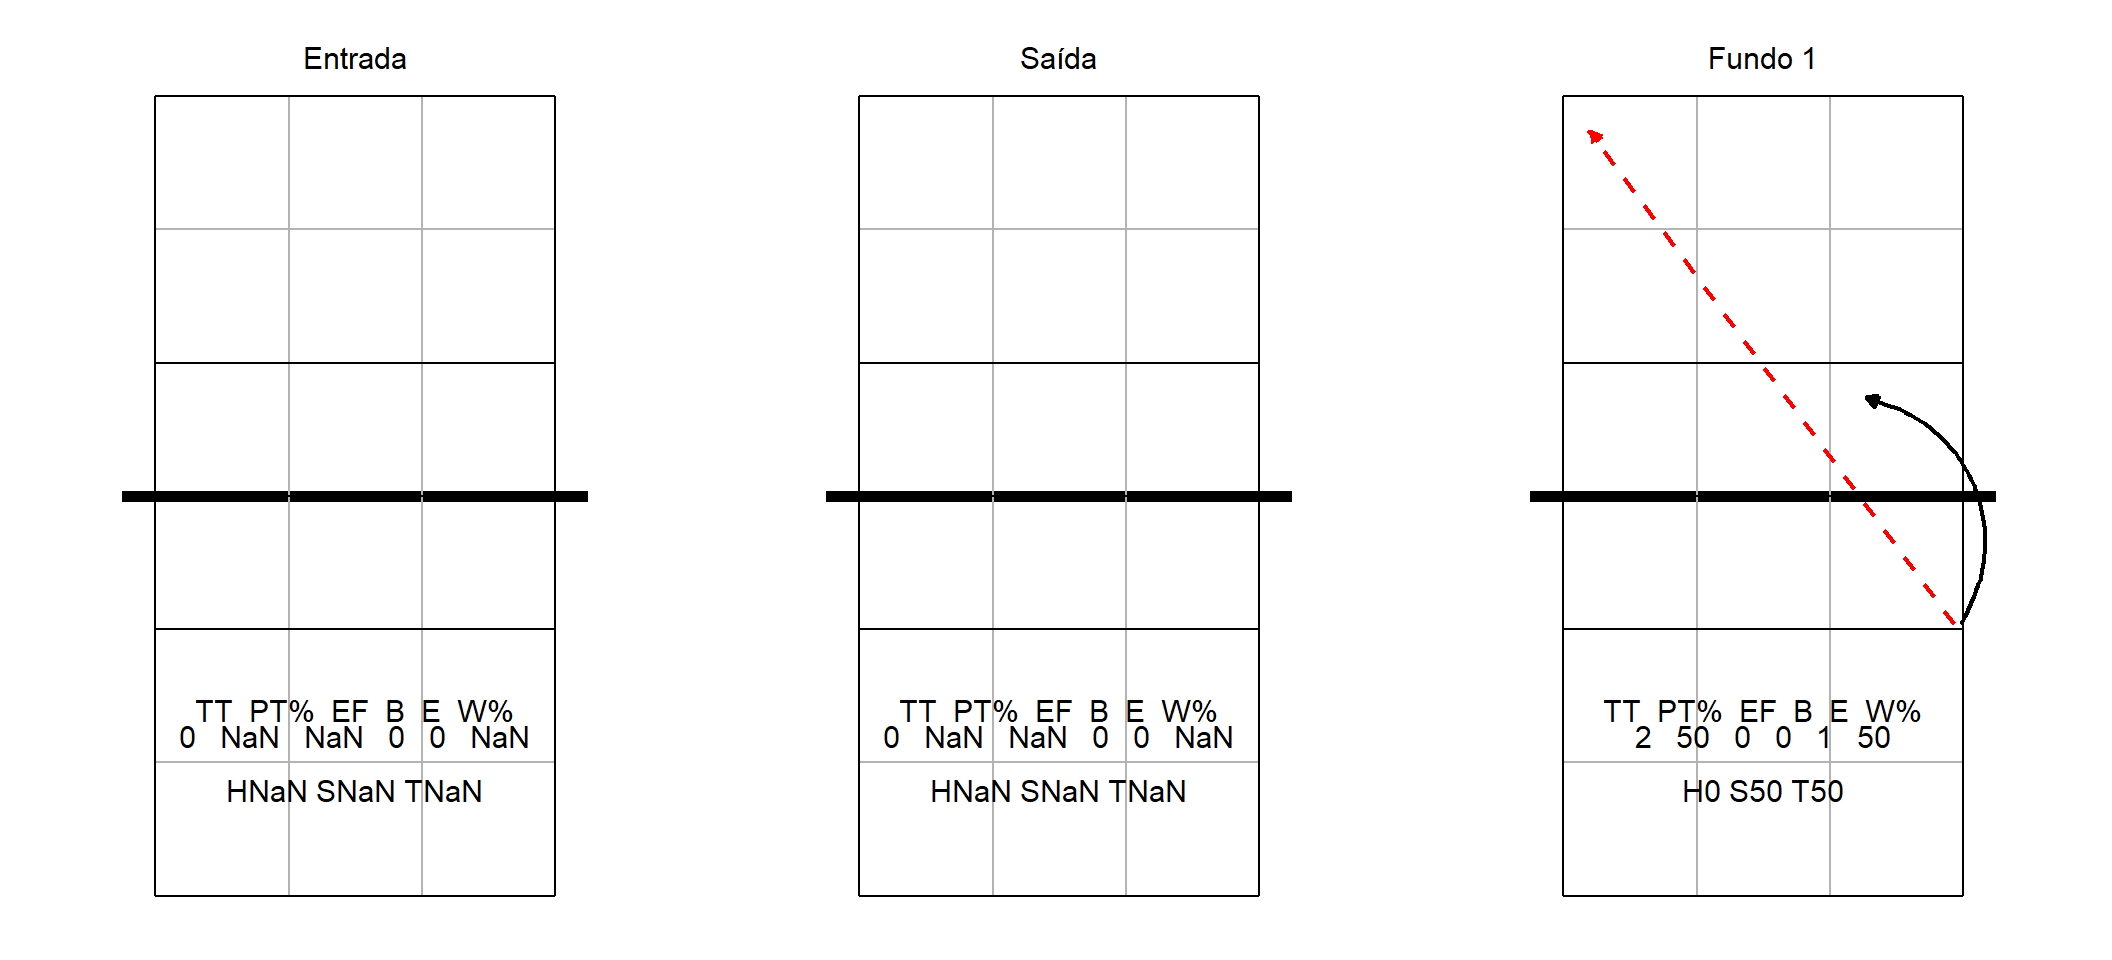 Entrada
TT PT% EF B E W%
0 NaN NaN 0 0 NaN
HNaN SNaN TNaN
Saída
TT PT% EF B E W%
0 NaN NaN 0 0 NaN
HNaN SNaN TNaN
Fundo 1
TT PT% EF B E W%
2 50 0 0 1 50
H0 S50 T50